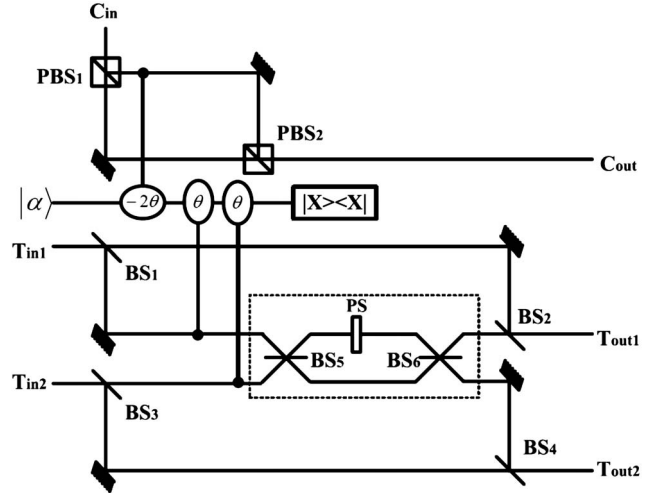 Cin
PBS1
PBS2
Cout
|α⟩
−2θ
θ
θ
|X><X|
Tin1
BS1
PS
BS2
BS5
BS6
Tout1
Tin2
BS3
BS4
Tout2